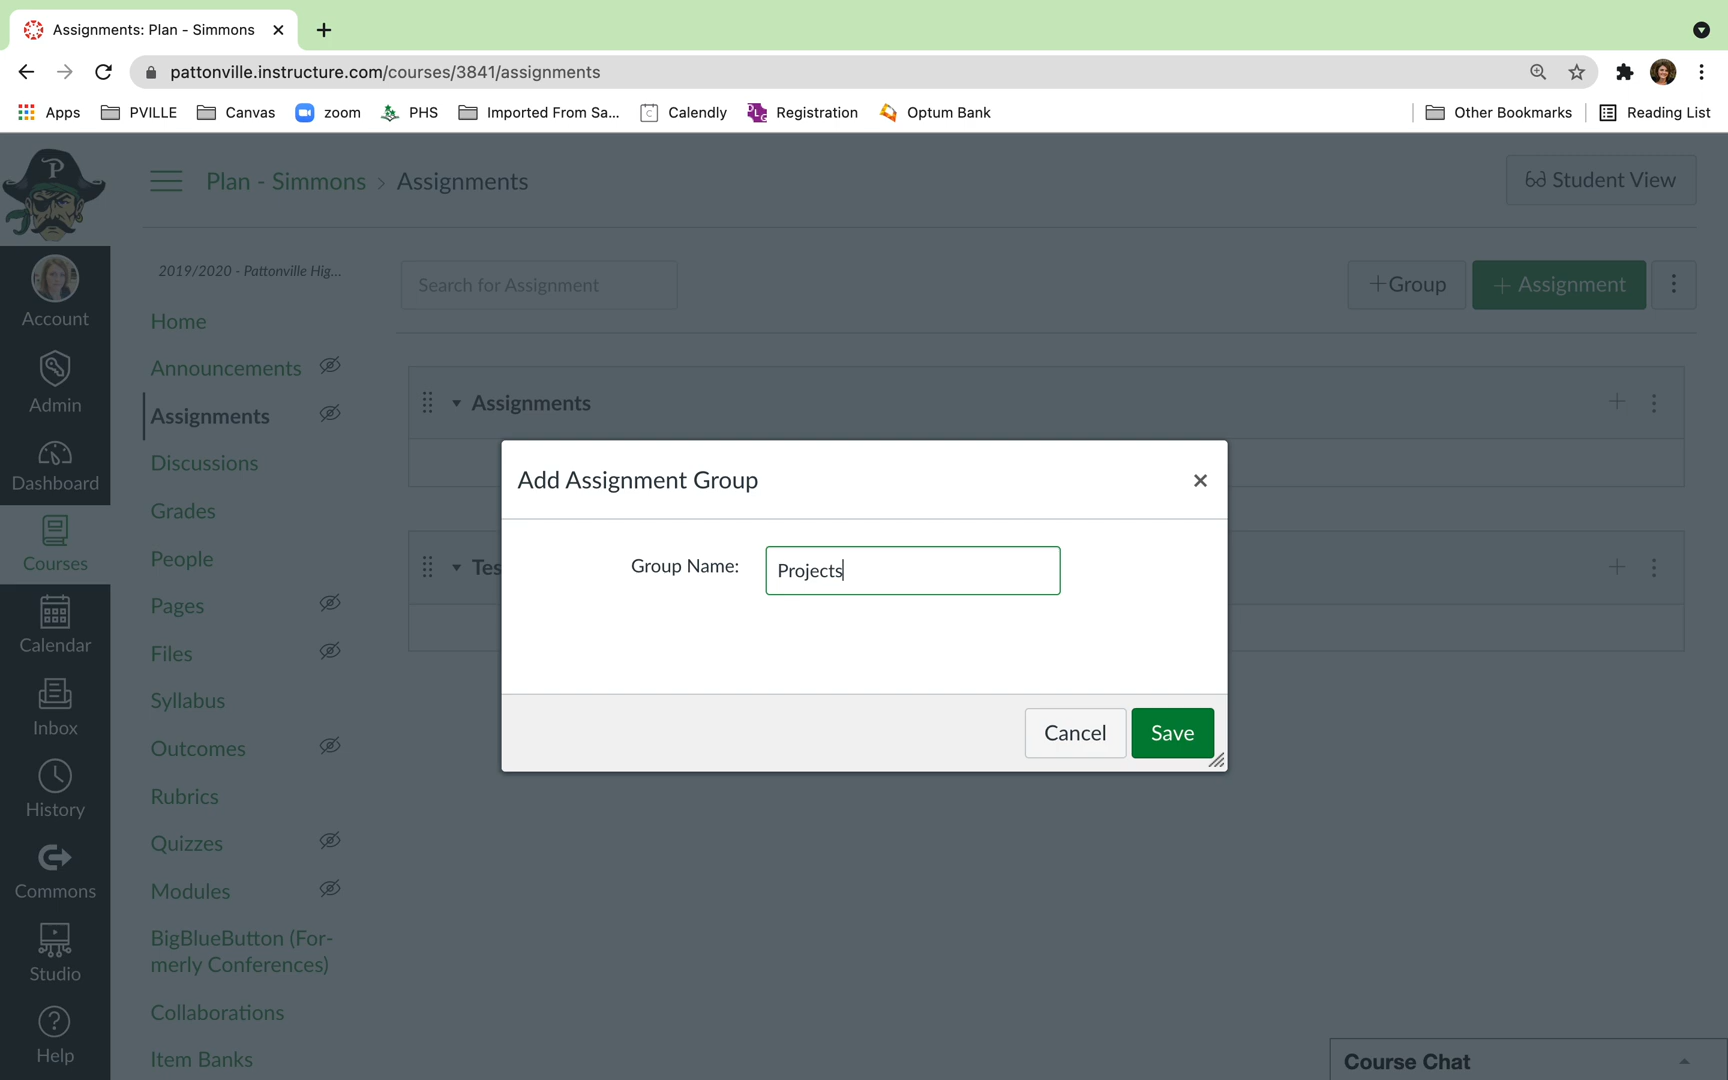 Assignments: Plan - Simmons
pattonville.instructure.com/courses/3841/assignments
Apps PVILLE Canvas zoom PHS Imported From Sa... Calendly Registration Optum Bank Other Bookmarks Reading List
P
Plan - Simmons > Assignments
Student View
Account
Admin
Dashboard
Courses
Calendar
Inbox
History
Commons
Studio
Help
2019/2020 - Pattonville Hig...
Home
Announcements
Assignments
Discussions
Grades
People
Pages
Files
Syllabus
Outcomes
Rubrics
Quizzes
Modules
BigBlueButton (For-
merly Conferences)
Collaborations
Item Banks
Search for Assignment
+Group
+ Assignment
Assignments
Tes
Add Assignment Group
Group Name: Projects
Cancel Save
Course Chat